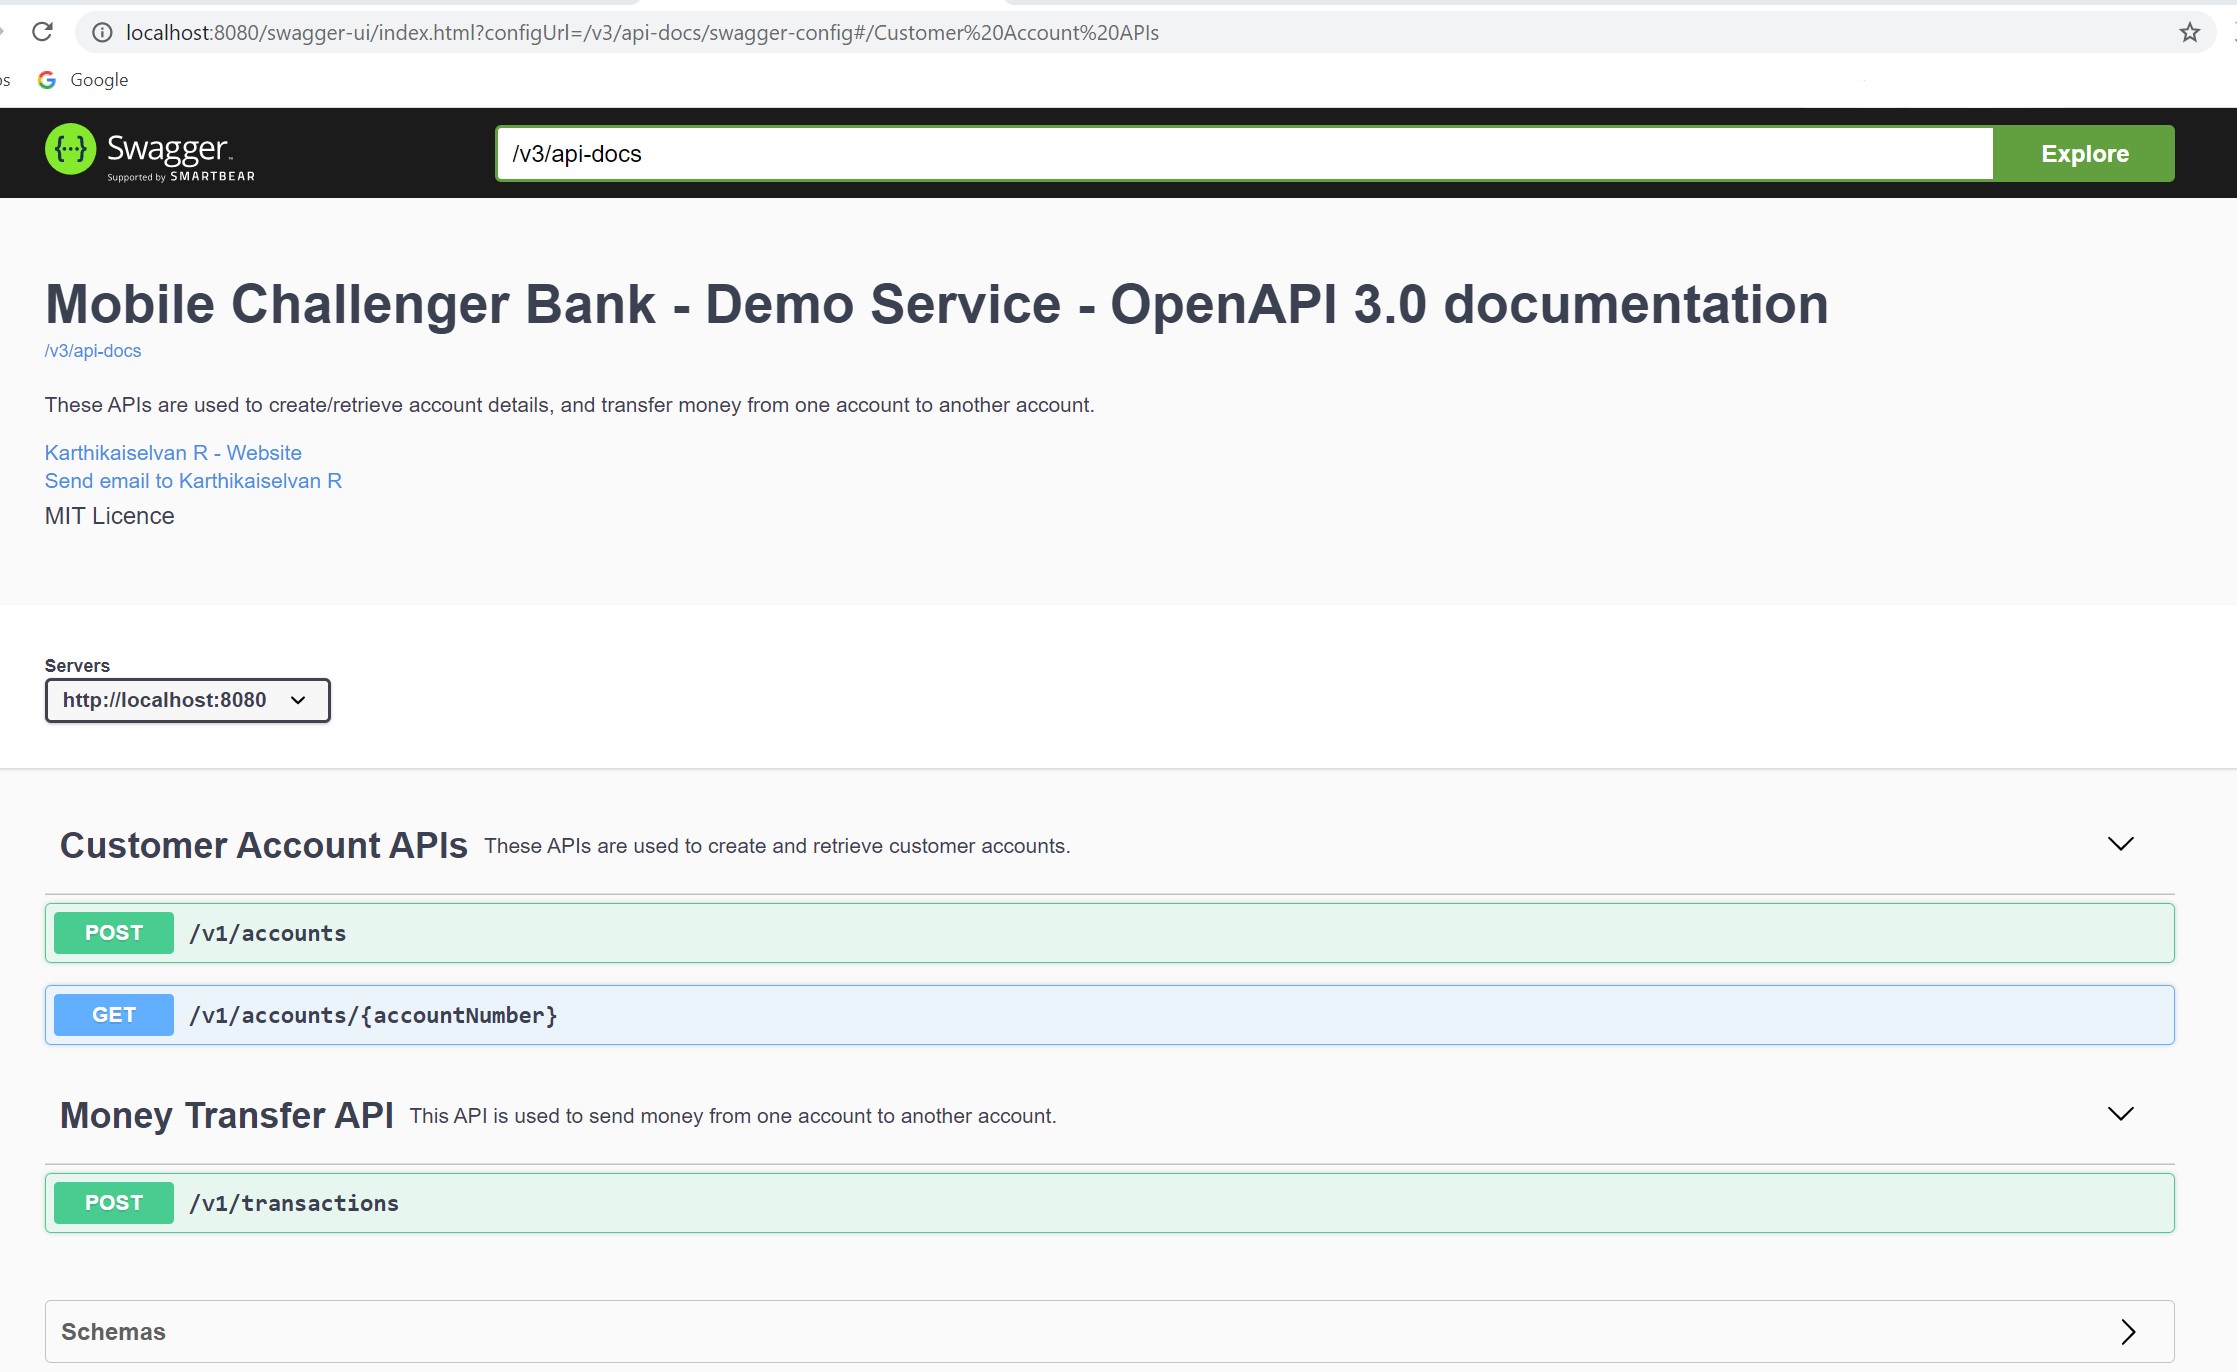 localhost:8080/swagger-ui/index.html?configUrl=/v3/api-docs/swagger-config#/Customer%20Account%20APIs
Google
{···} Swagger™
Supported by SMARTBEAR
/v3/api-docs
Explore
Mobile Challenger Bank - Demo Service - OpenAPI 3.0 documentation
/v3/api-docs
These APIs are used to create/retrieve account details, and transfer money from one account to another account.
Karthikaiselvan R - Website
Send email to Karthikaiselvan R
MIT Licence
Servers
http://localhost:8080
Customer Account APIs These APIs are used to create and retrieve customer accounts.
POST /v1/accounts
GET /v1/accounts/{accountNumber}
Money Transfer API This API is used to send money from one account to another account.
POST /v1/transactions
Schemas